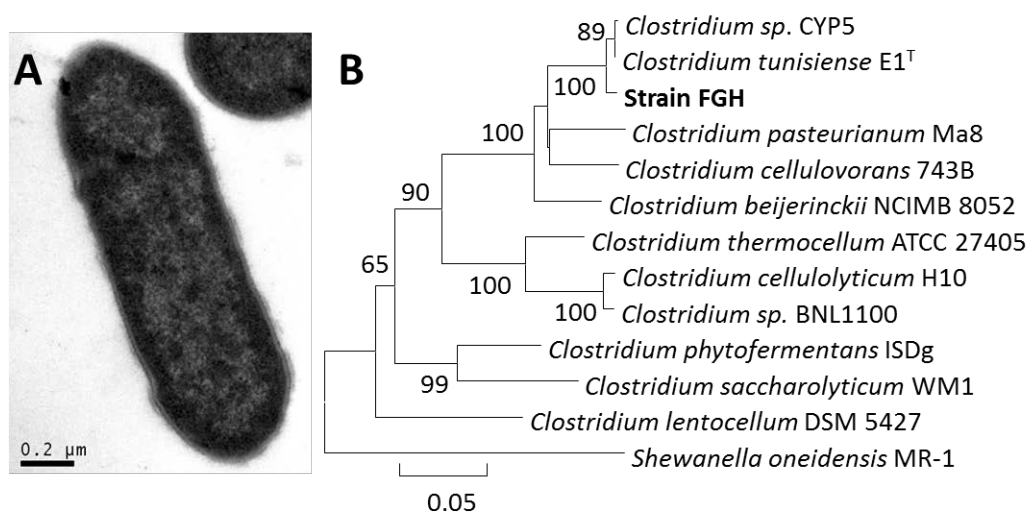 A
0.2 µm
B
89
Clostridium sp. CYP5
Clostridium tunisiense E1ᵀ
100
Strain FGH
100
Clostridium pasteurianum Ma8
Clostridium cellulovorans 743B
90
Clostridium beijerinckii NCIMB 8052
Clostridium thermocellum ATCC 27405
65
100
Clostridium cellulolyticum H10
100
Clostridium sp. BNL1100
Clostridium phytofermentans ISDg
99
Clostridium saccharolyticum WM1
Clostridium lentocellum DSM 5427
Shewanella oneidensis MR-1
0.05